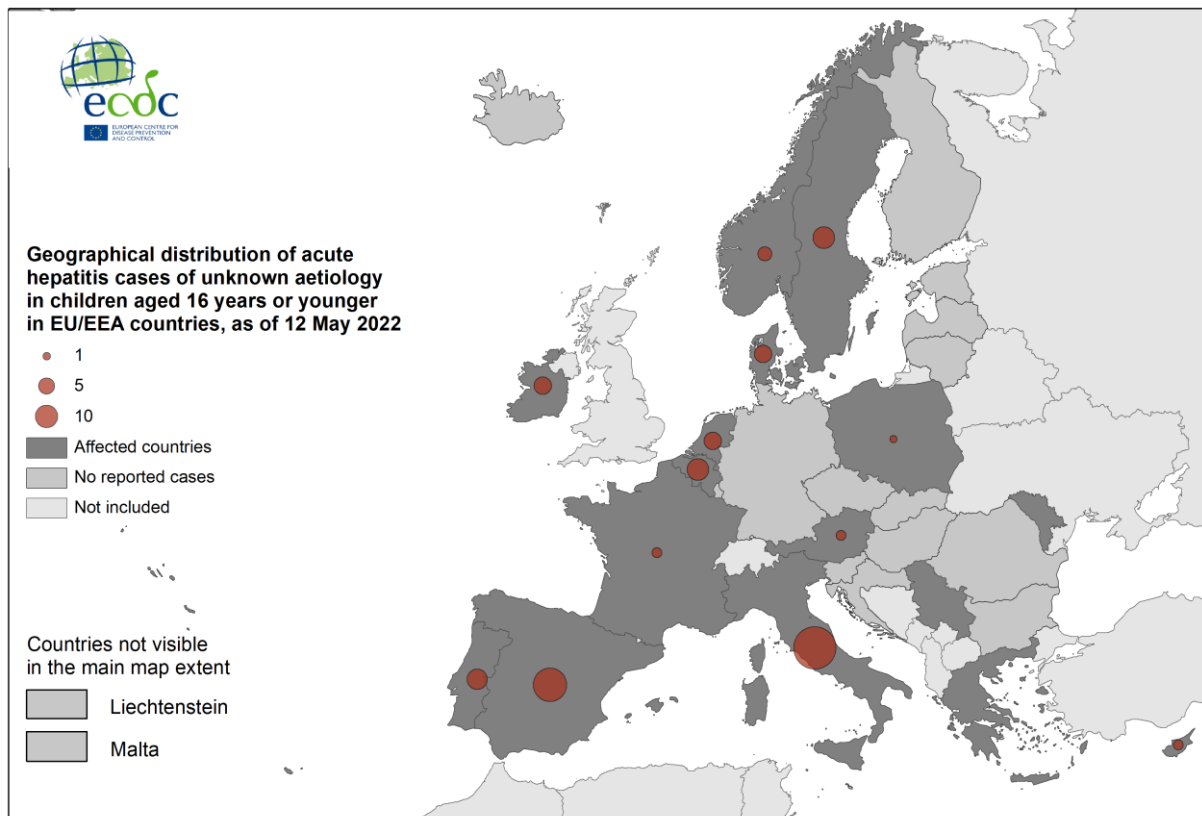 ecdc
EUROPEAN CENTRE FOR
DISEASE PREVENTION
AND CONTROL
Geographical distribution of acute
hepatitis cases of unknown aetiology
in children aged 16 years or younger
in EU/EEA countries, as of 12 May 2022
1
5
10
Affected countries
No reported cases
Not included
Countries not visible
in the main map extent
Liechtenstein
Malta